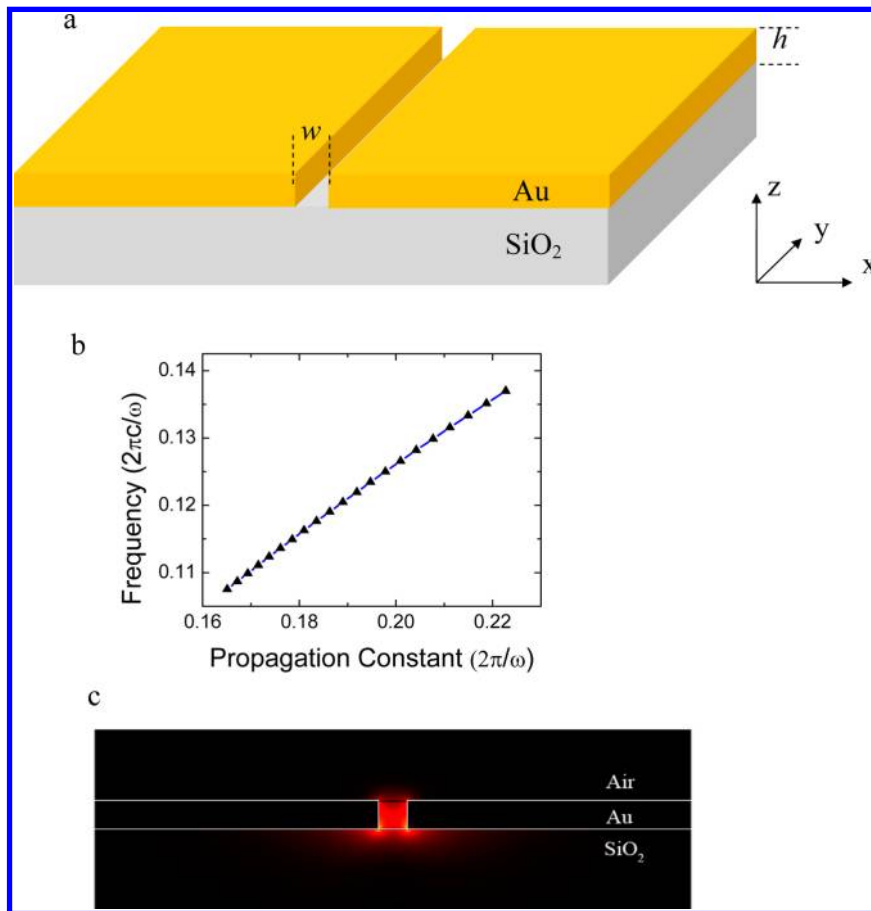 a
h
w
Au
SiO₂
z
y
x
b
0.14
0.13
0.12
0.11
Frequency (2πc/ω)
0.16 0.18 0.20 0.22
Propagation Constant (2π/ω)
c
Air
Au
SiO₂